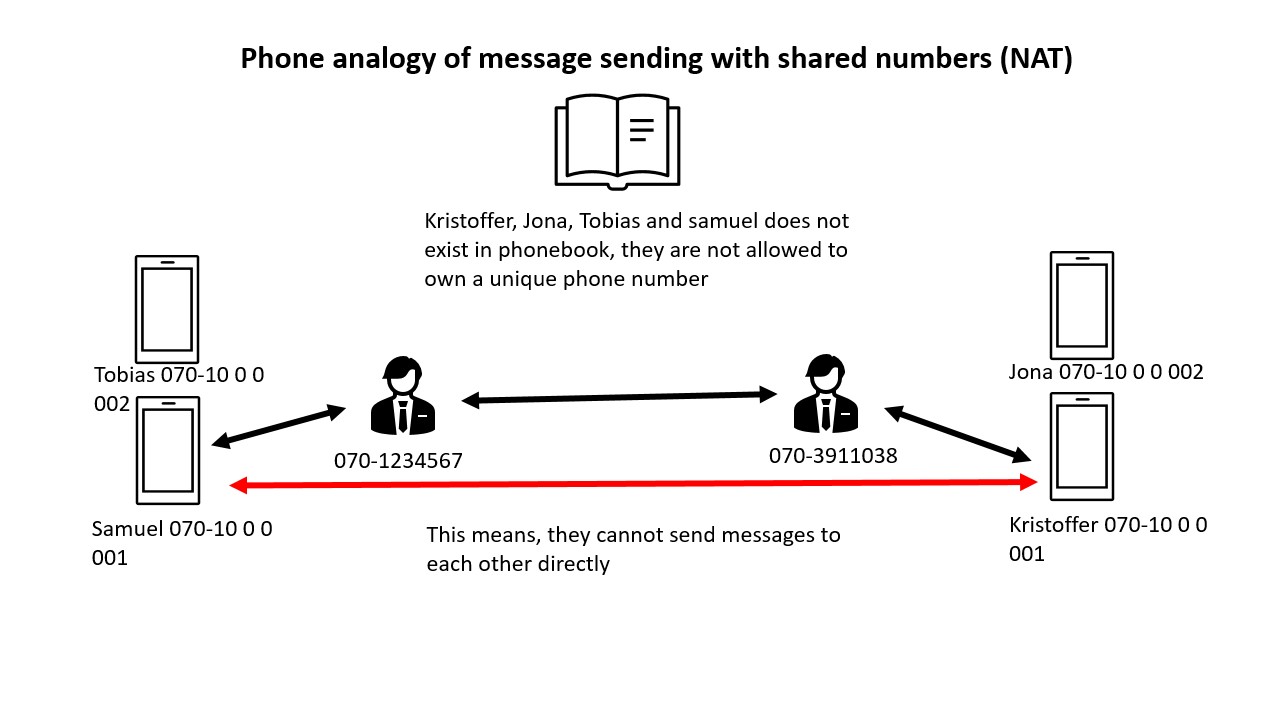 Phone analogy of message sending with shared numbers (NAT)
Kristoffer, Jona, Tobias and samuel does not
exist in phonebook, they are not allowed to
own a unique phone number
Tobias 070-10 0 0
002
Jona 070-10 0 0 002
070-1234567
070-3911038
Samuel 070-10 0 0
001
This means, they cannot send messages to
each other directly
Kristoffer 070-10 0 0
001